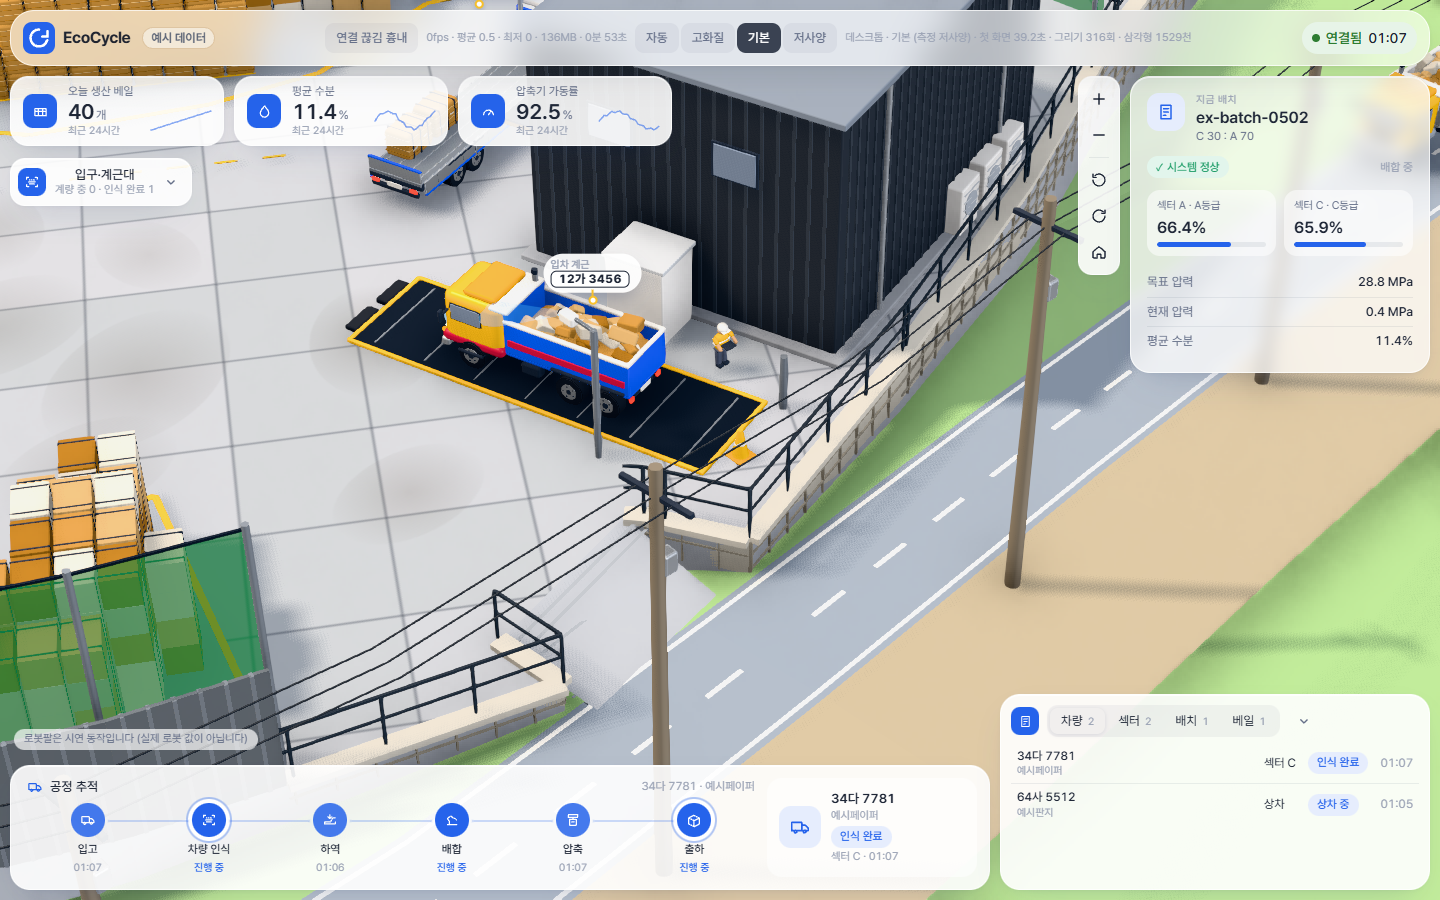 EcoCycle
예시 데이터
연결 끊김 흉내
0fps · 평균 0.5 · 최저 0 · 136MB · 0분 53초
자동
고화질
기본
저사양
데스크톱 · 기본 (측정 저사양) · 첫 화면 39.2초 · 그리기 316회 · 삼각형 1529천
연결됨 01:07
오늘 생산 베일
40개
최근 24시간
평균 수분
11.4%
최근 24시간
압축기 가동률
92.5%
최근 24시간
입구·계근대
계량 중 0 · 인식 완료 1
지금 배치
ex-batch-0502
C 30 : A 70
✓ 시스템 정상
배합 중
섹터 A · A등급
66.4%
섹터 C · C등급
65.9%
목표 압력 28.8 MPa
현재 압력 0.4 MPa
평균 수분 11.4%
입차 계근
12가 3456
로봇팔은 시연 동작입니다 (실제 로봇 값이 아닙니다)
공정 추적
34다 7781 · 예시페이퍼
입고
01:07
차량 인식
진행 중
하역
01:06
배합
진행 중
압축
01:07
출하
진행 중
34다 7781
예시페이퍼
인식 완료
섹터 C · 01:07
차량 2
섹터 2
배치 1
베일 1
34다 7781
예시페이퍼
섹터 C
인식 완료
01:07
64사 5512
예시판지
상차
상차 중
01:05